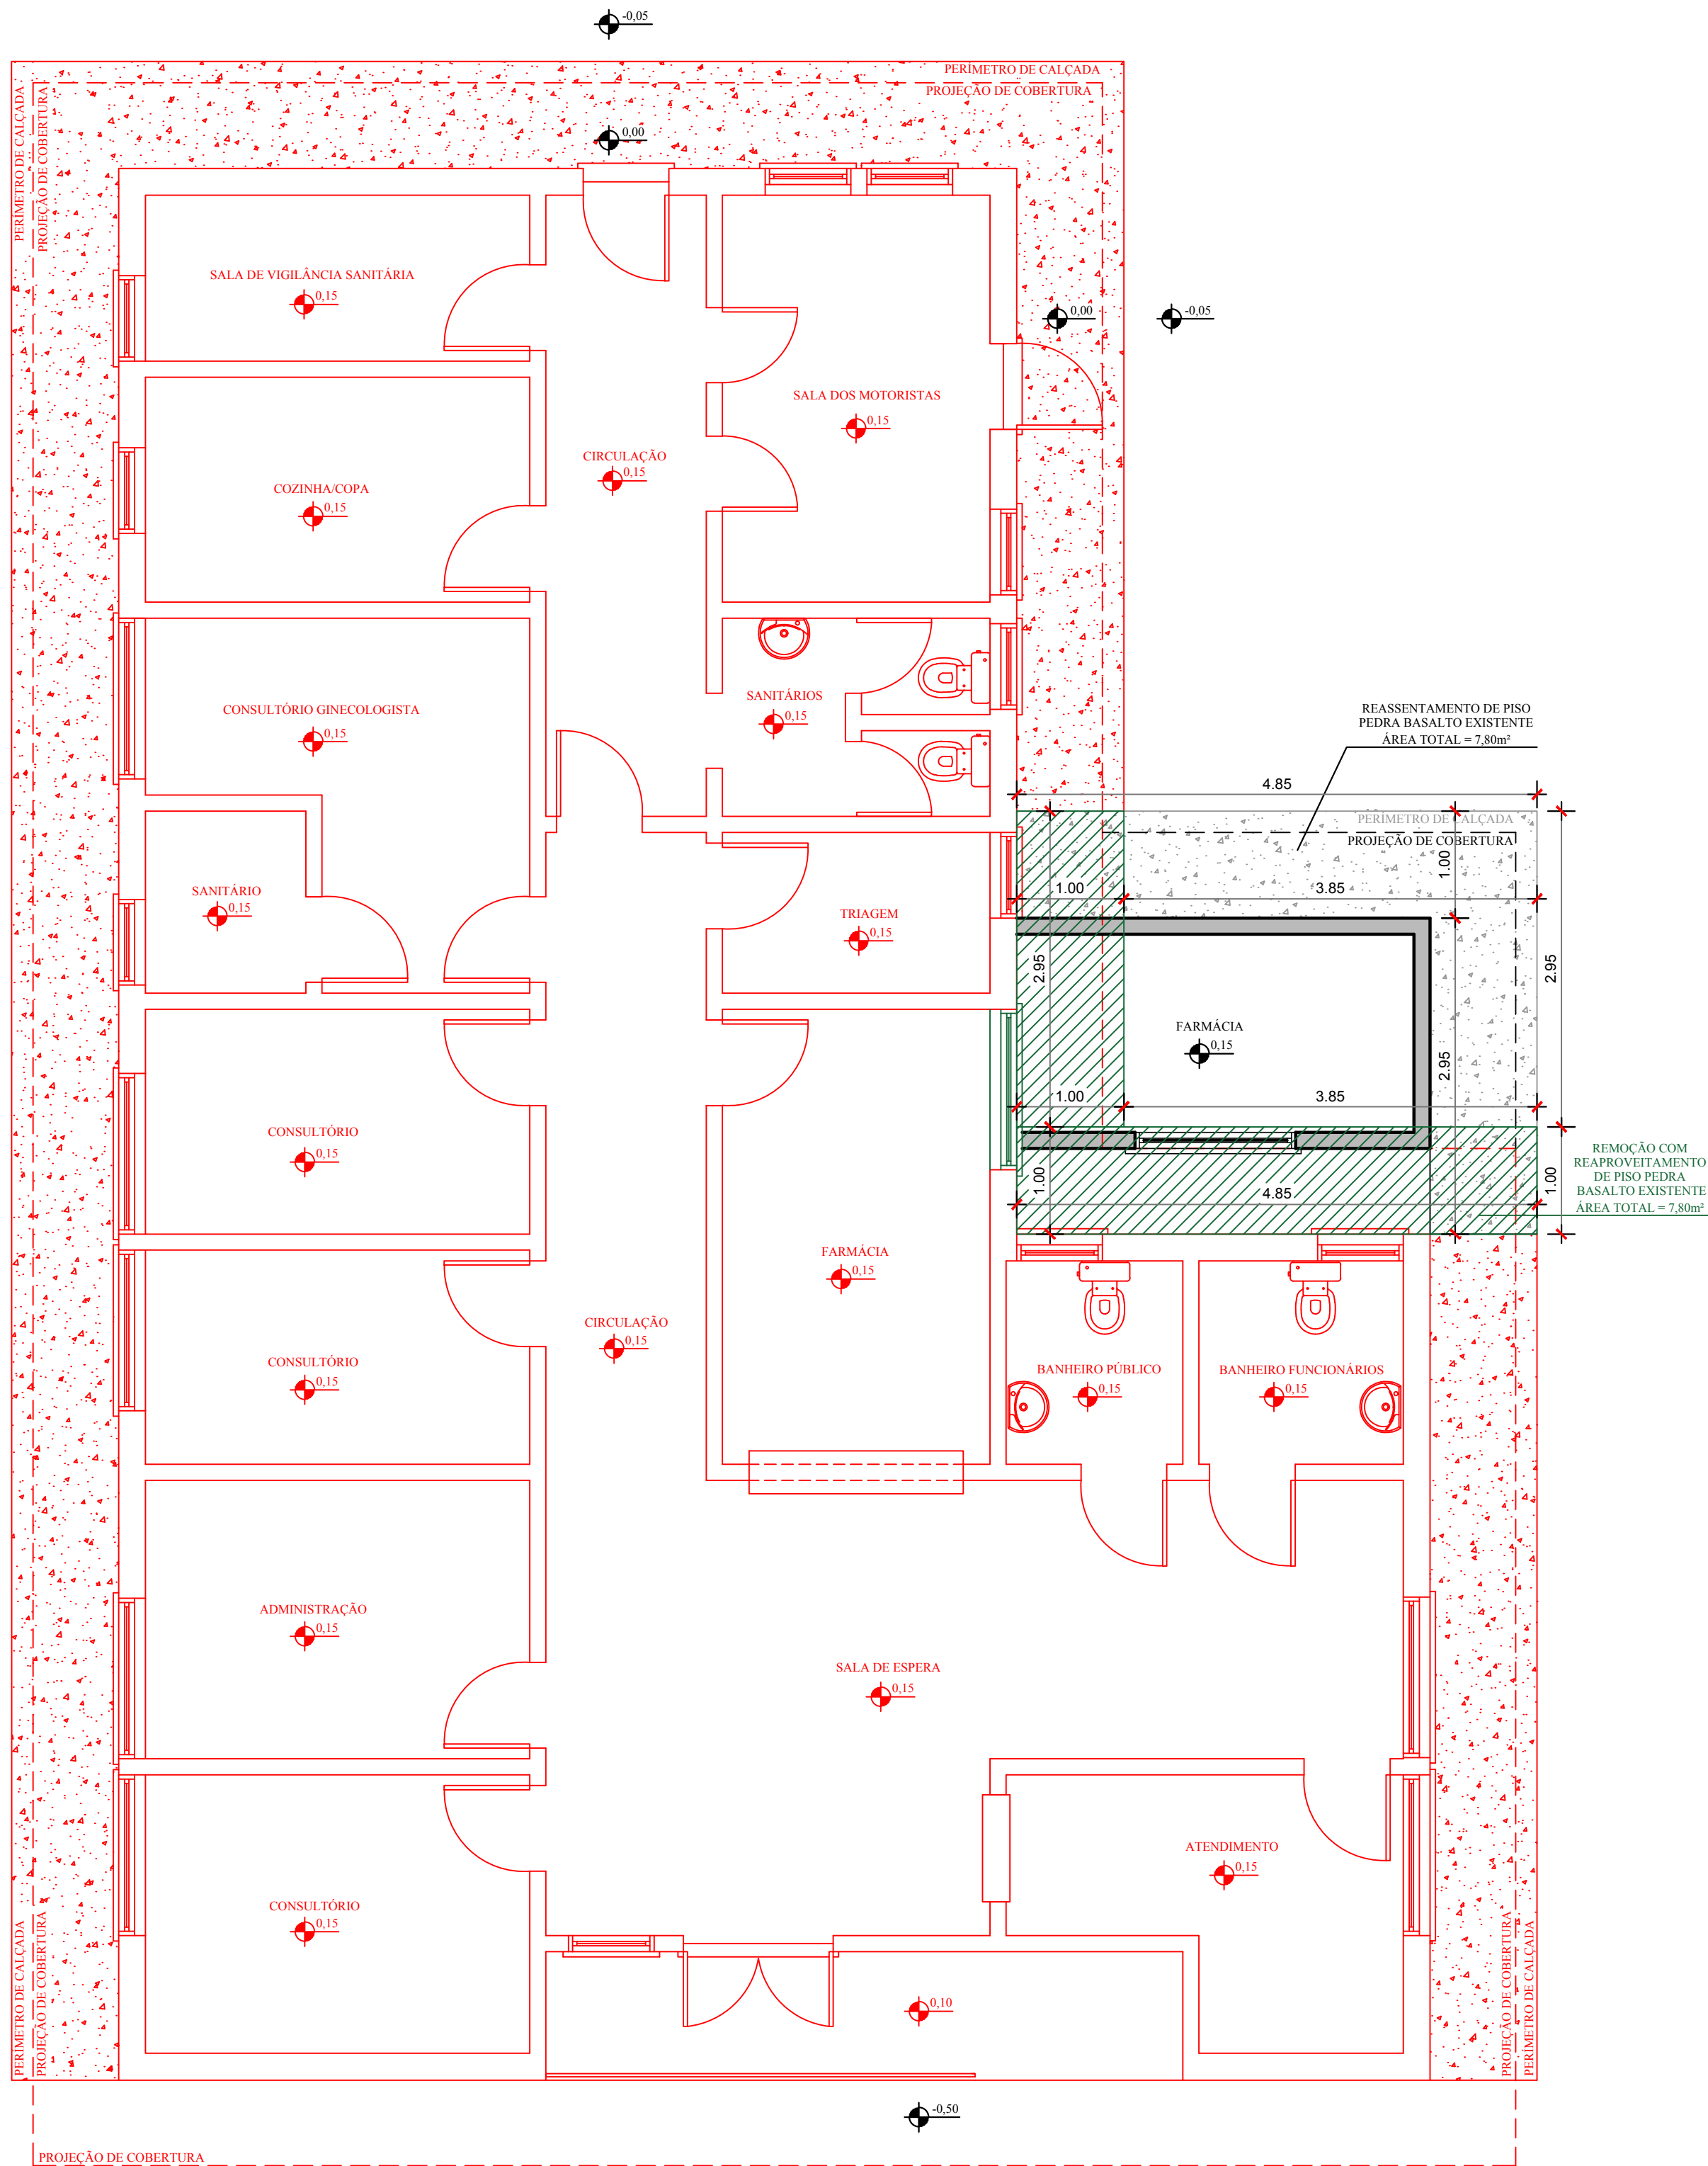 -0,05
PERÍMETRO DE CALÇADA
PROJEÇÃO DE COBERTURA
PERÍMETRO DE CALÇADA
PROJEÇÃO DE COBERTURA
0,00
SALA DE VIGILÂNCIA SANITÁRIA
0,15
0,00
-0,05
SALA DOS MOTORISTAS
0,15
CIRCULAÇÃO
0,15
COZINHA/COPA
0,15
SANITÁRIOS
0,15
CONSULTÓRIO GINECOLOGISTA
0,15
REASSENTAMENTO DE PISO
PEDRA BASALTO EXISTENTE
ÁREA TOTAL = 7,80m²
4.85
PERÍMETRO DE CALÇADA
PROJEÇÃO DE COBERTURA
1.00
1.00
3.85
SANITÁRIO
0,15
TRIAGEM
0,15
2.95
2.95
FARMÁCIA
0,15
2.95
1.00
3.85
CONSULTÓRIO
0,15
REMOÇÃO COM
REAPROVEITAMENTO
DE PISO PEDRA
BASALTO EXISTENTE
ÁREA TOTAL = 7,80m²
1.00
4.85
1.00
FARMÁCIA
0,15
CIRCULAÇÃO
0,15
CONSULTÓRIO
0,15
BANHEIRO PÚBLICO
0,15
BANHEIRO FUNCIONÁRIOS
0,15
ADMINISTRAÇÃO
0,15
SALA DE ESPERA
0,15
ATENDIMENTO
0,15
CONSULTÓRIO
0,15
PERÍMETRO DE CALÇADA
PROJEÇÃO DE COBERTURA
PROJEÇÃO DE COBERTURA
PERÍMETRO DE CALÇADA
0,10
-0,50
PROJEÇÃO DE COBERTURA